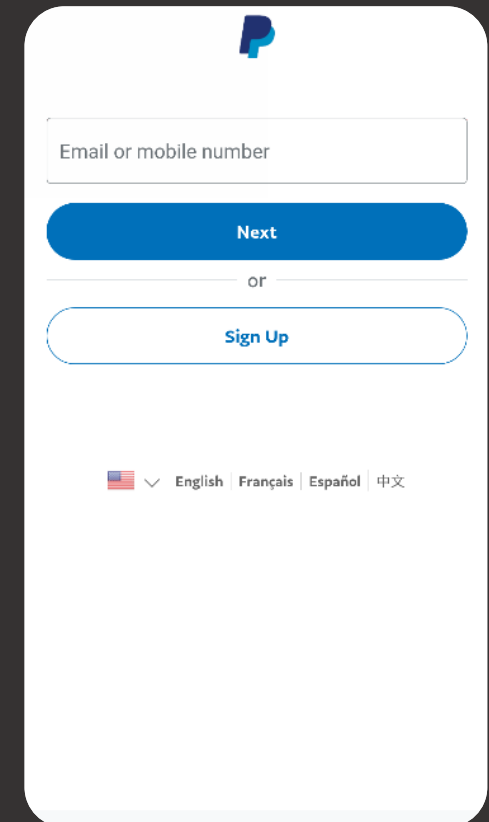 Email or mobile number
Next
or
Sign Up
English Français Español 中文